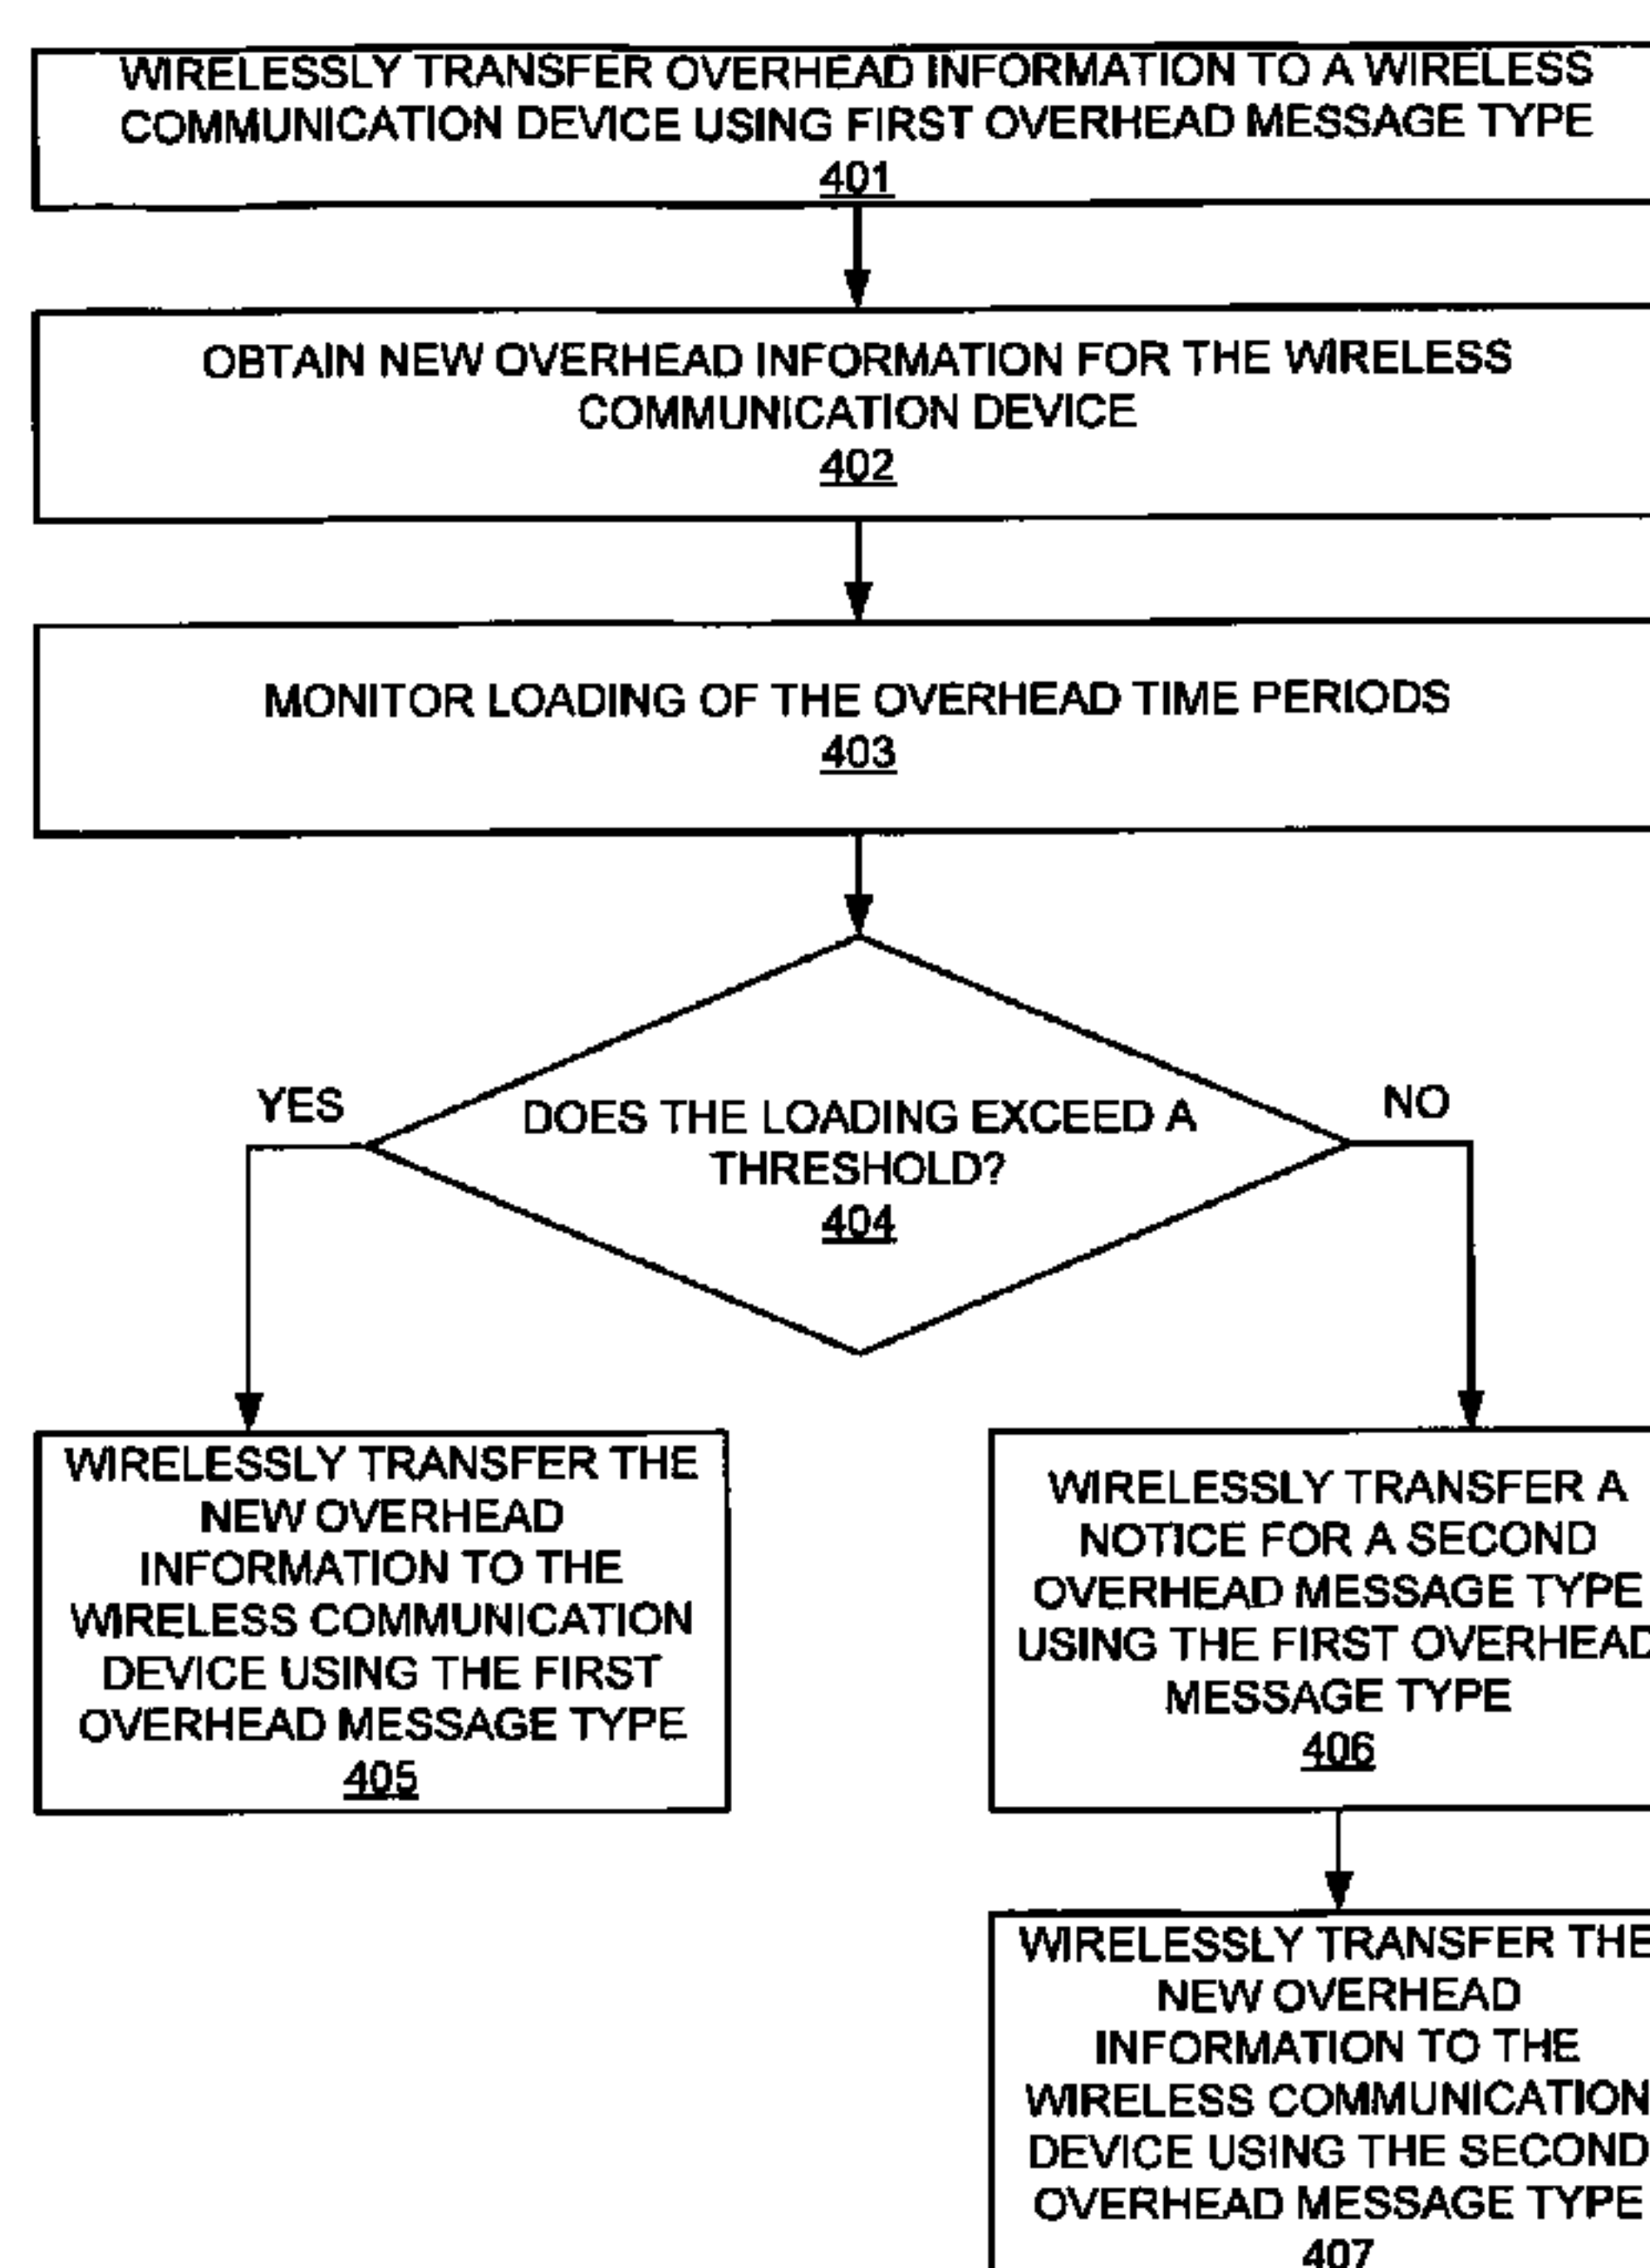 WIRELESSLY TRANSFER OVERHEAD INFORMATION TO A WIRELESS
COMMUNICATION DEVICE USING FIRST OVERHEAD MESSAGE TYPE
401
OBTAIN NEW OVERHEAD INFORMATION FOR THE WIRELESS
COMMUNICATION DEVICE
402
MONITOR LOADING OF THE OVERHEAD TIME PERIODS
403
DOES THE LOADING EXCEED A
THRESHOLD?
404
YES
NO
WIRELESSLY TRANSFER THE
NEW OVERHEAD
INFORMATION TO THE
WIRELESS COMMUNICATION
DEVICE USING THE FIRST
OVERHEAD MESSAGE TYPE
405
WIRELESSLY TRANSFER A
NOTICE FOR A SECOND
OVERHEAD MESSAGE TYPE
USING THE FIRST OVERHEAD
MESSAGE TYPE
406
WIRELESSLY TRANSFER THE
NEW OVERHEAD
INFORMATION TO THE
WIRELESS COMMUNICATION
DEVICE USING THE SECOND
OVERHEAD MESSAGE TYPE
407